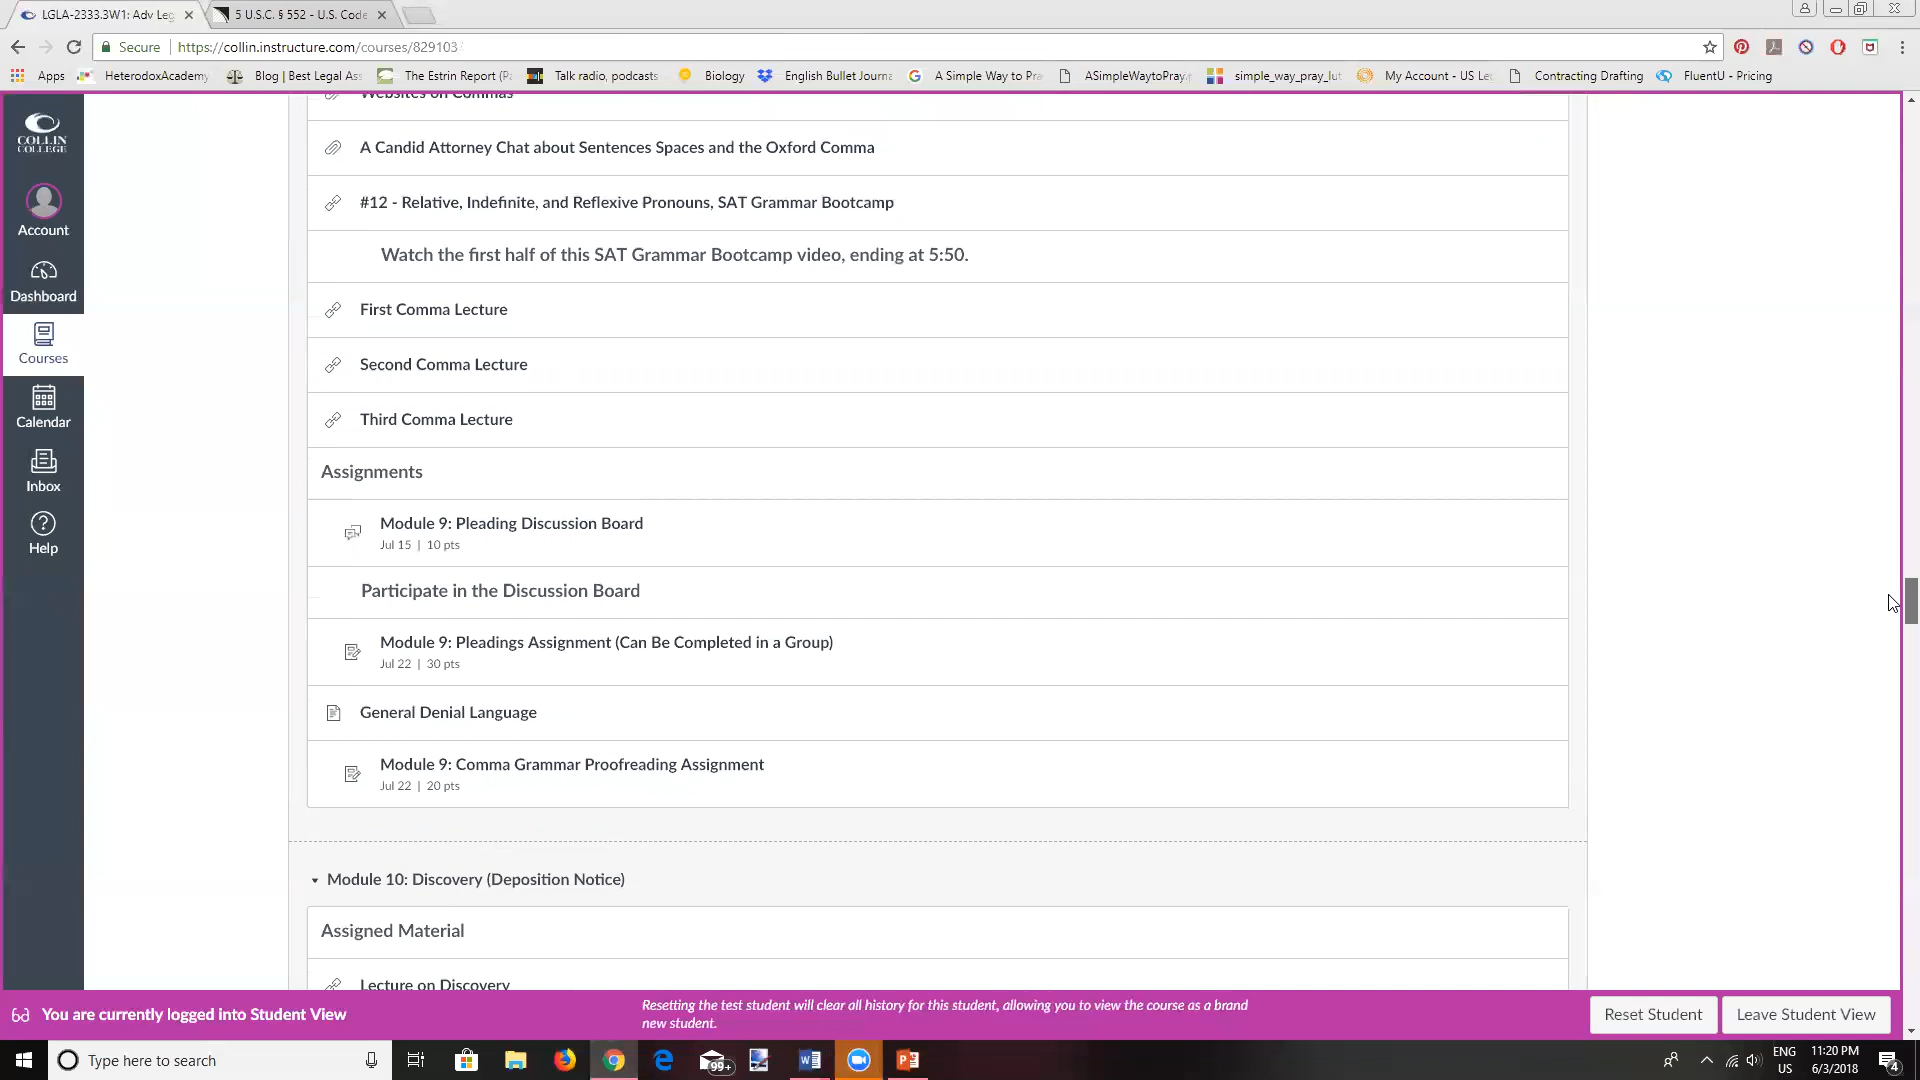 LGLA-2333.3W1: Adv Leg
5 U.S.C. § 552 - U.S. Code
Secure
https://collin.instructure.com/courses/829103
Apps
HeterodoxAcademy
Blog | Best Legal Ass
The Estrin Report (Pa
Talk radio, podcasts
Biology
English Bullet Journa
A Simple Way to Pra
ASimpleWaytoPray.
simple_way_pray_lut
My Account - US Le
Contracting Drafting
FluentU - Pricing
COLLIN
COLLEGE
Account
Dashboard
Courses
Calendar
Inbox
Help
Websites on Commas
A Candid Attorney Chat about Sentences Spaces and the Oxford Comma
#12 - Relative, Indefinite, and Reflexive Pronouns, SAT Grammar Bootcamp
Watch the first half of this SAT Grammar Bootcamp video, ending at 5:50.
First Comma Lecture
Second Comma Lecture
Third Comma Lecture
Assignments
Module 9: Pleading Discussion Board
Jul 15 | 10 pts
Participate in the Discussion Board
Module 9: Pleadings Assignment (Can Be Completed in a Group)
Jul 22 | 30 pts
General Denial Language
Module 9: Comma Grammar Proofreading Assignment
Jul 22 | 20 pts
Module 10: Discovery (Deposition Notice)
Assigned Material
Lecture on Discovery
You are currently logged into Student View
Resetting the test student will clear all history for this student, allowing you to view the course as a brand
new student.
Reset Student
Leave Student View
Type here to search
99+
ENG
US
11:20 PM
6/3/2018
4